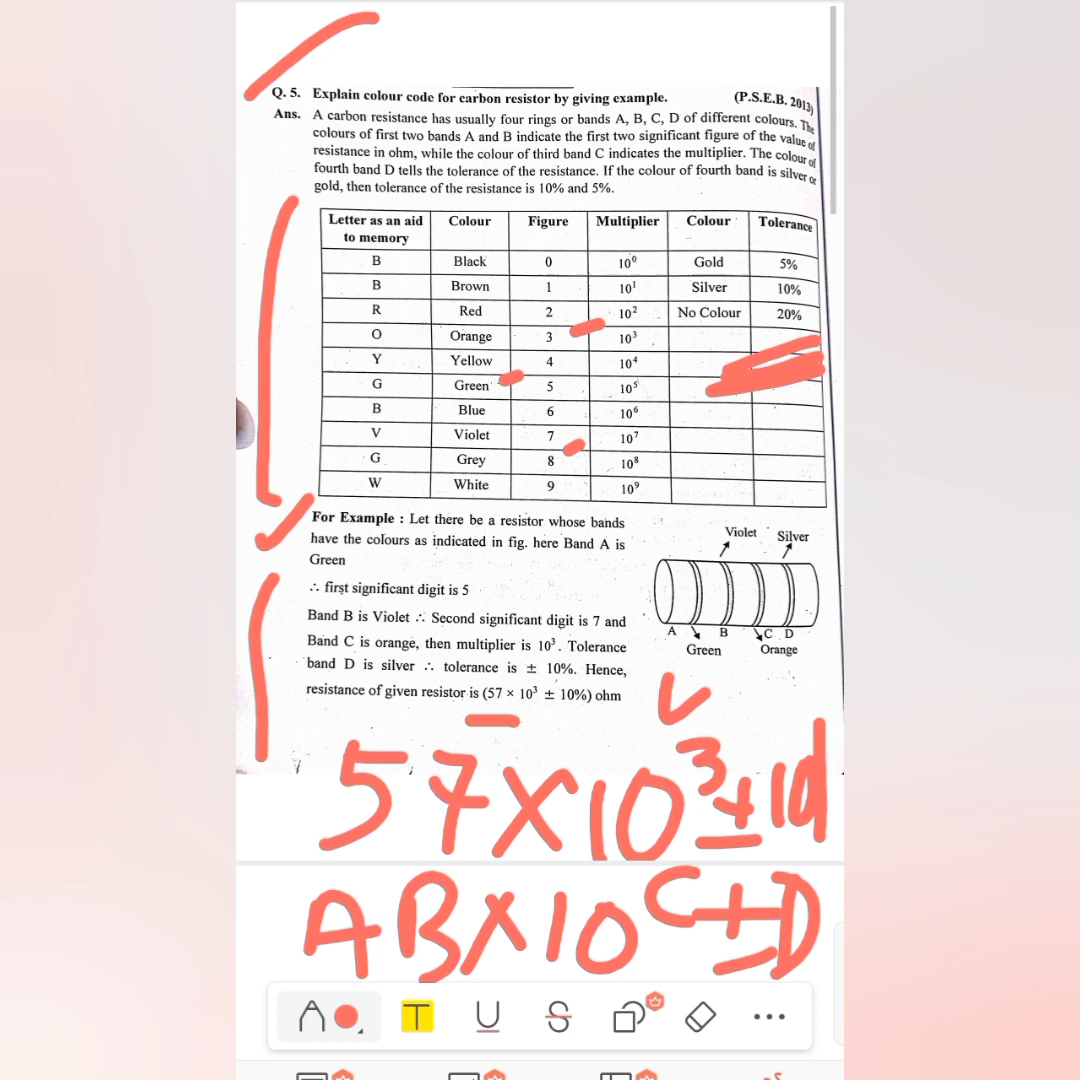 Q. 5. Explain colour code for carbon resistor by giving example. (P.S.E.B. 2013)
Ans. A carbon resistance has usually four rings or bands A, B, C, D of different colours. The
colours of first two bands A and B indicate the first two significant figure of the value of
resistance in ohm, while the colour of third band C indicates the multiplier. The colour of
fourth band D tells the tolerance of the resistance. If the colour of fourth band is silver or
gold, then tolerance of the resistance is 10% and 5%.
Letter as an aid to memory Colour Figure Multiplier Colour Tolerance
B Black 0 10⁰ Gold 5%
B Brown 1 10¹ Silver 10%
R Red 2 10² No Colour 20%
O Orange 3 10³
Y Yellow 4 10⁴
G Green 5 10⁵
B Blue 6 10⁶
V Violet 7 10⁷
G Grey 8 10⁸
W White 9 10⁹
For Example : Let there be a resistor whose bands
have the colours as indicated in fig. here Band A is
Green
∴ first significant digit is 5
Band B is Violet ∴ Second significant digit is 7 and
Band C is orange, then multiplier is 10³. Tolerance
band D is silver ∴ tolerance is ± 10%. Hence,
resistance of given resistor is (57 × 10³ ± 10%) ohm
Violet Silver
A B C D
Green Orange
57×10³±10
AB×10ᶜ±D
T U S